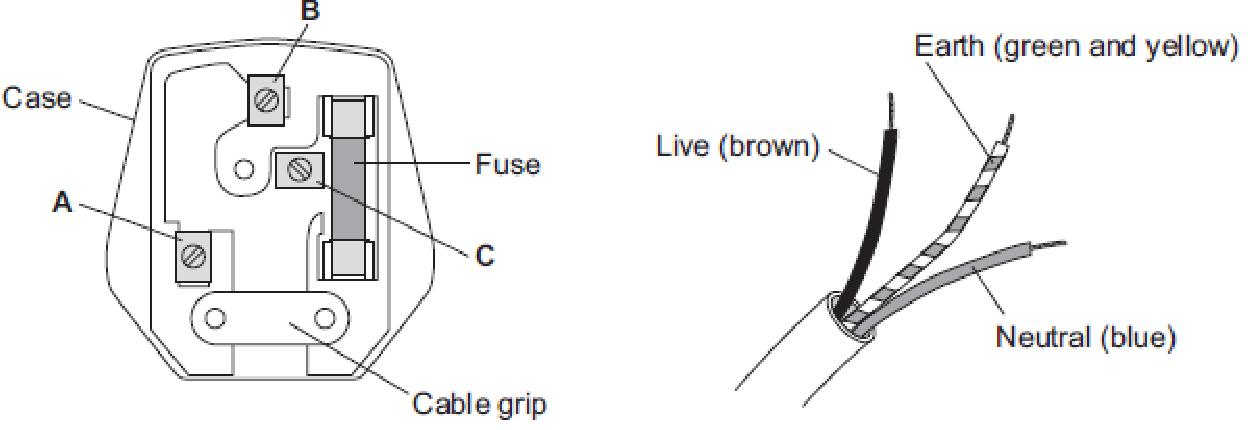 B
Case
Fuse
A
C
Cable grip
Earth (green and yellow)
Live (brown)
Neutral (blue)